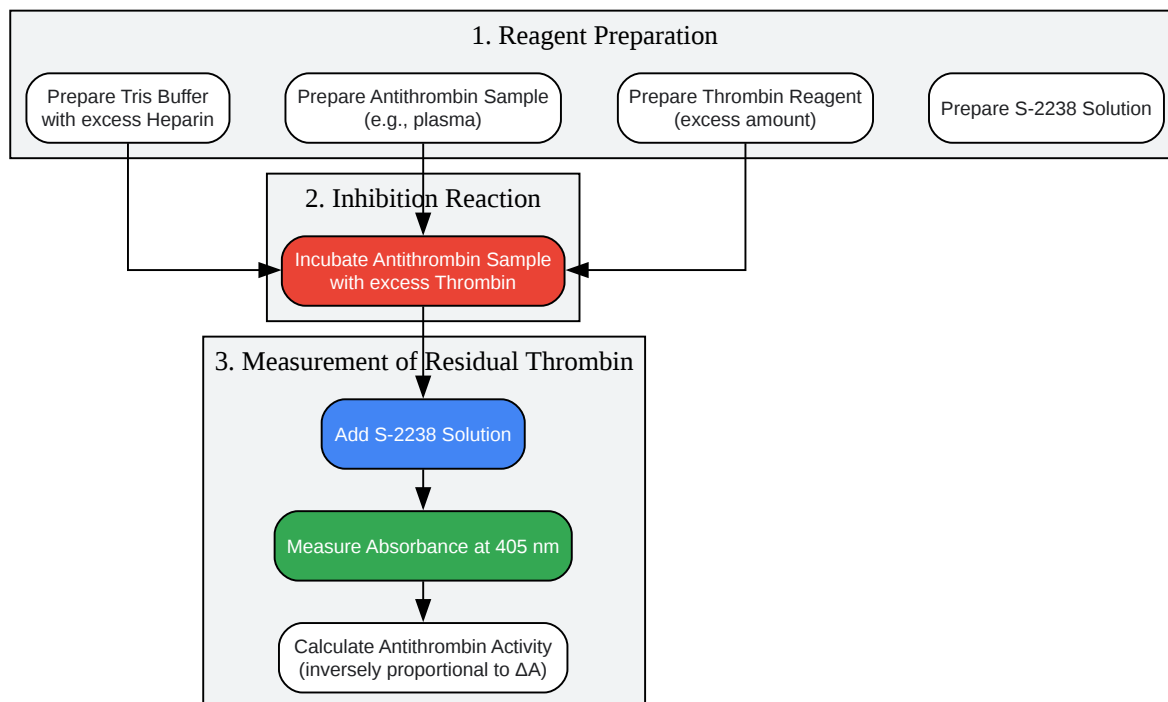 1. Reagent Preparation
Prepare Tris Buffer
with excess Heparin
Prepare Antithrombin Sample
(e.g., plasma)
Prepare Thrombin Reagent
(excess amount)
Prepare S-2238 Solution
2. Inhibition Reaction
Incubate Antithrombin Sample
with excess Thrombin
3. Measurement of Residual Thrombin
Add S-2238 Solution
Measure Absorbance at 405 nm
Calculate Antithrombin Activity
(inversely proportional to ΔA)